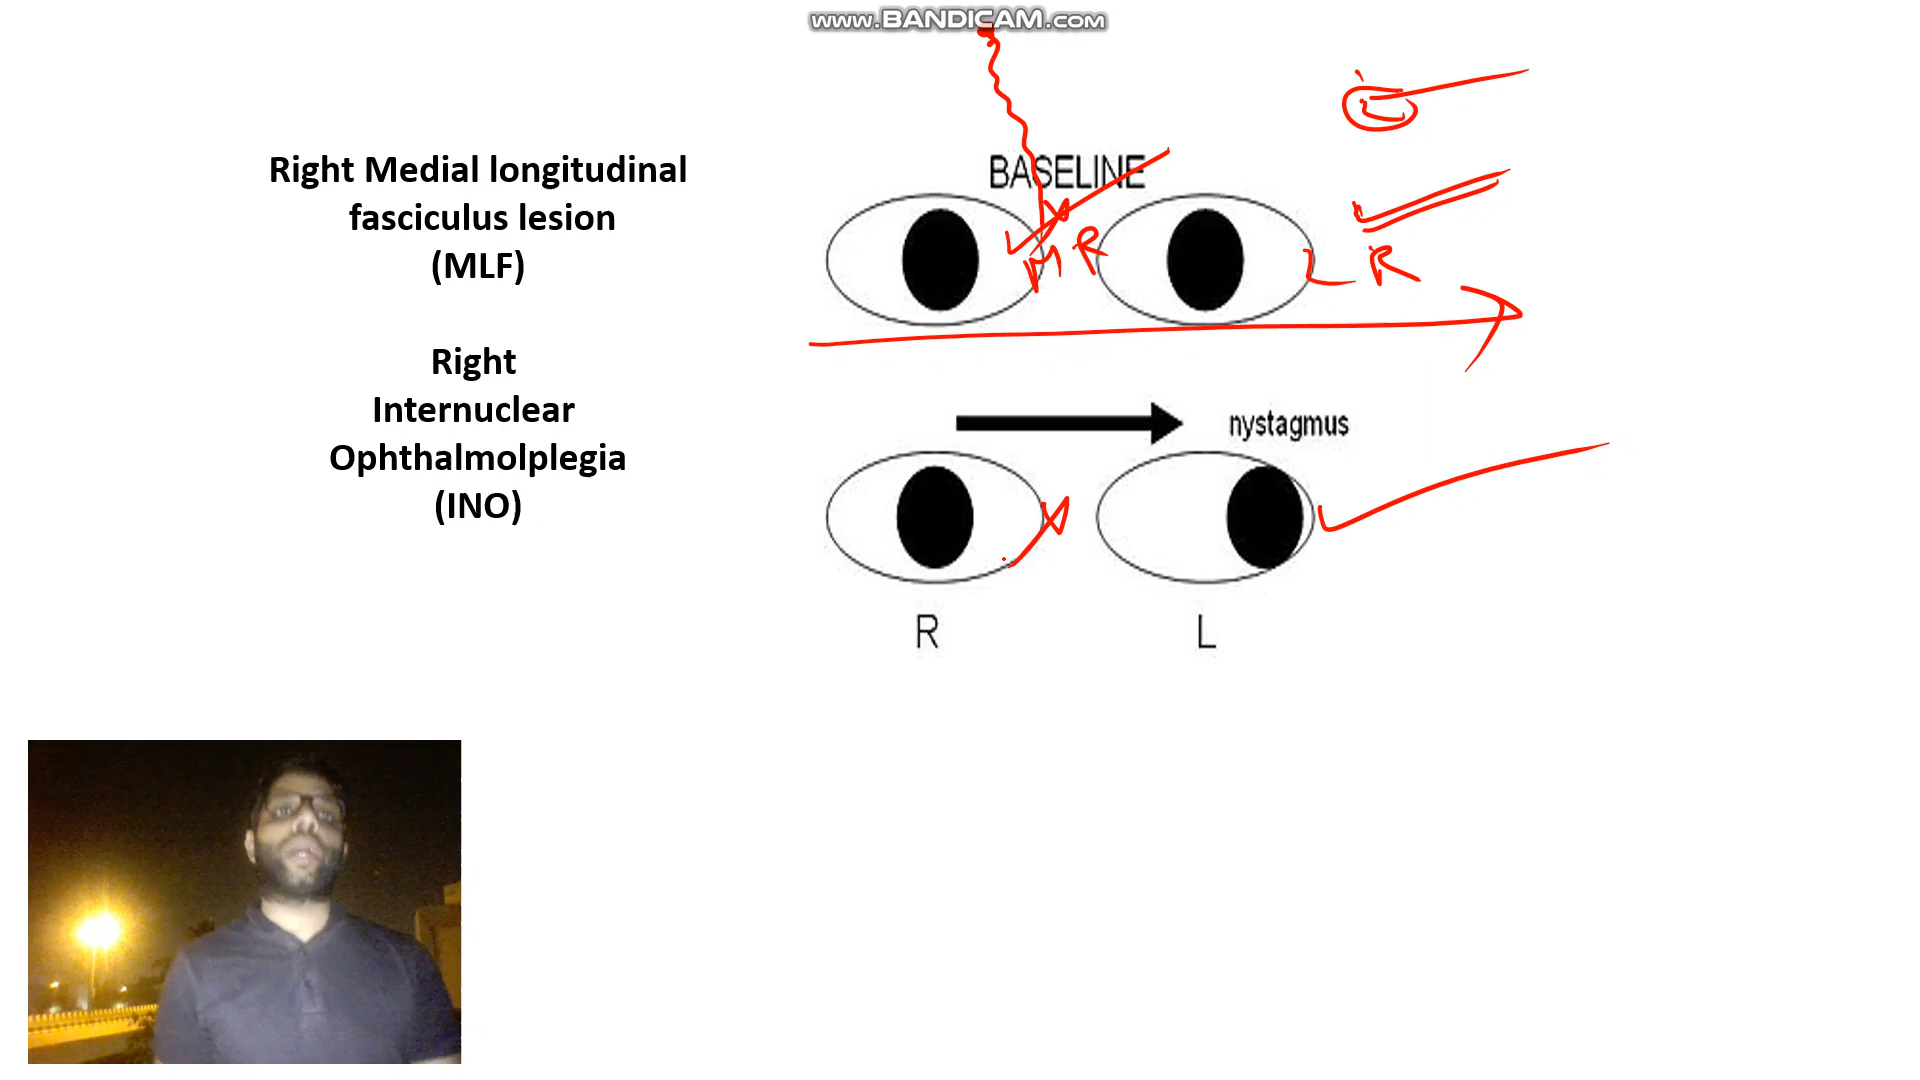 www.BANDICAM.com
Right Medial longitudinal
fasciculus lesion
(MLF)
Right
Internuclear
Ophthalmolplegia
(INO)
BASELINE
MR
LR
nystagmus
R
L